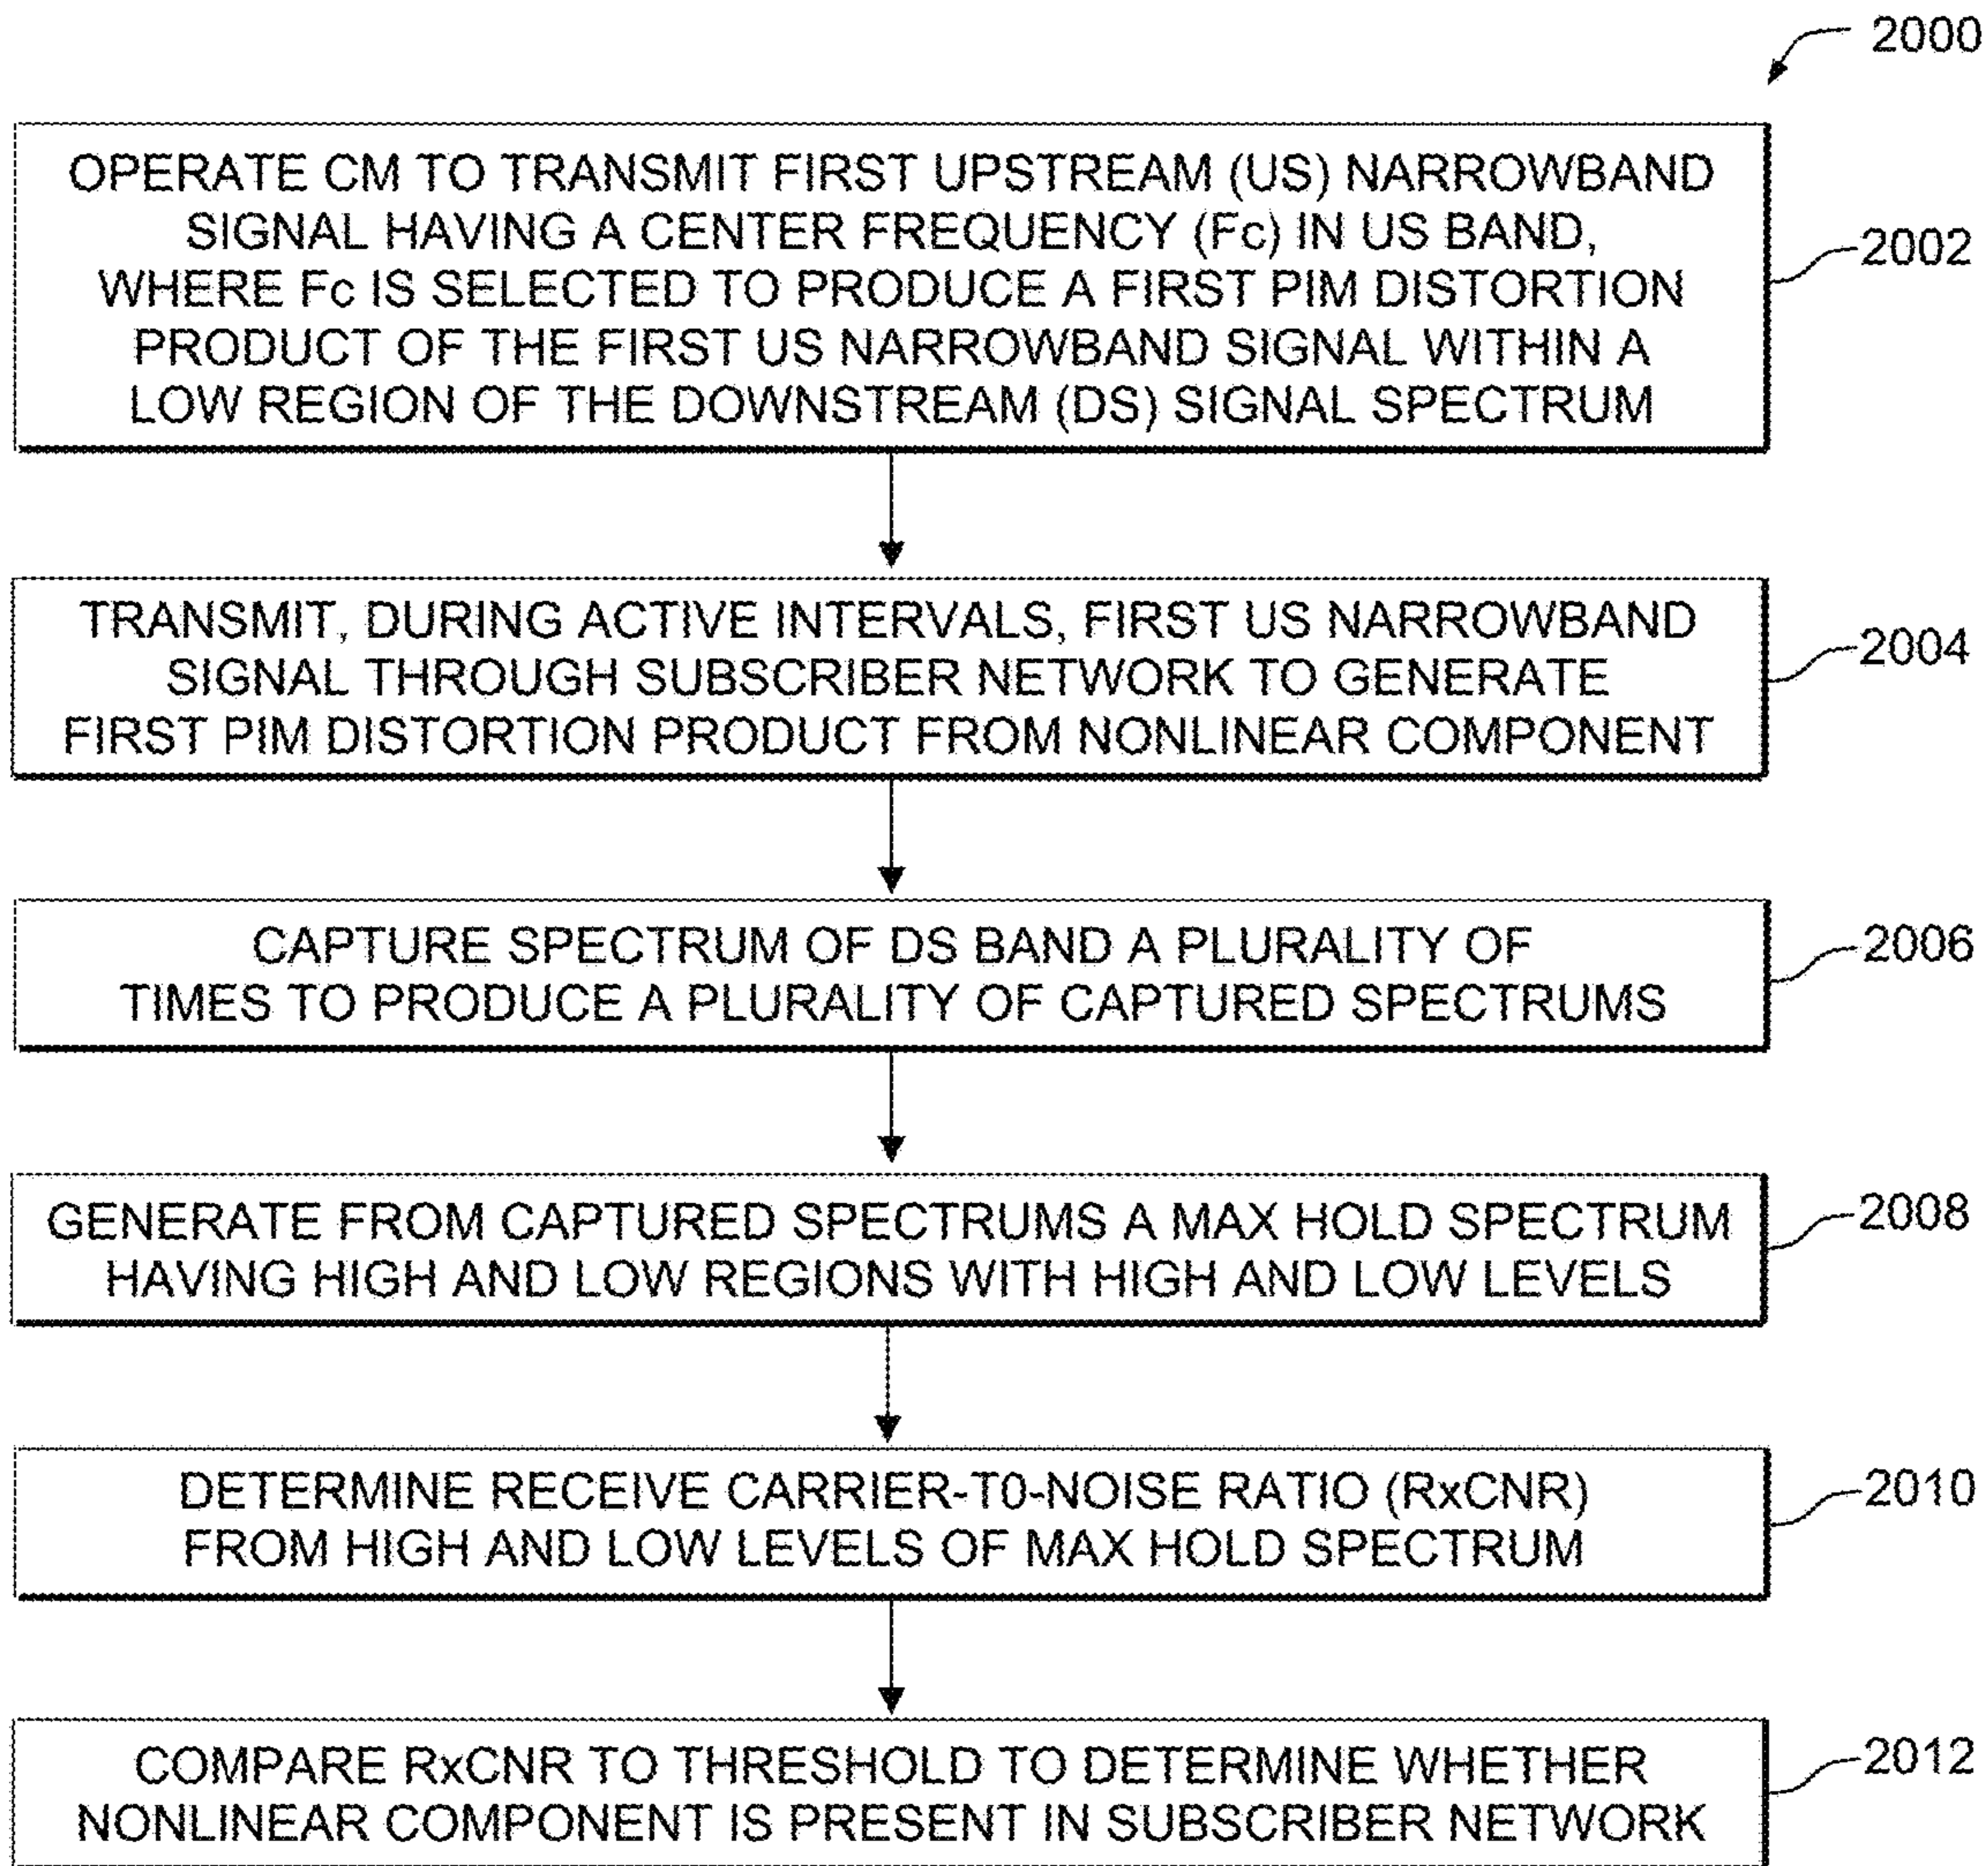 2000
OPERATE CM TO TRANSMIT FIRST UPSTREAM (US) NARROWBAND
SIGNAL HAVING A CENTER FREQUENCY (Fc) IN US BAND,
WHERE Fc IS SELECTED TO PRODUCE A FIRST PIM DISTORTION
PRODUCT OF THE FIRST US NARROWBAND SIGNAL WITHIN A
LOW REGION OF THE DOWNSTREAM (DS) SIGNAL SPECTRUM
2002
TRANSMIT, DURING ACTIVE INTERVALS, FIRST US NARROWBAND
SIGNAL THROUGH SUBSCRIBER NETWORK TO GENERATE
FIRST PIM DISTORTION PRODUCT FROM NONLINEAR COMPONENT
2004
CAPTURE SPECTRUM OF DS BAND A PLURALITY OF
TIMES TO PRODUCE A PLURALITY OF CAPTURED SPECTRUMS
2006
GENERATE FROM CAPTURED SPECTRUMS A MAX HOLD SPECTRUM
HAVING HIGH AND LOW REGIONS WITH HIGH AND LOW LEVELS
2008
DETERMINE RECEIVE CARRIER-T0-NOISE RATIO (RxCNR)
FROM HIGH AND LOW LEVELS OF MAX HOLD SPECTRUM
2010
COMPARE RxCNR TO THRESHOLD TO DETERMINE WHETHER
NONLINEAR COMPONENT IS PRESENT IN SUBSCRIBER NETWORK
2012